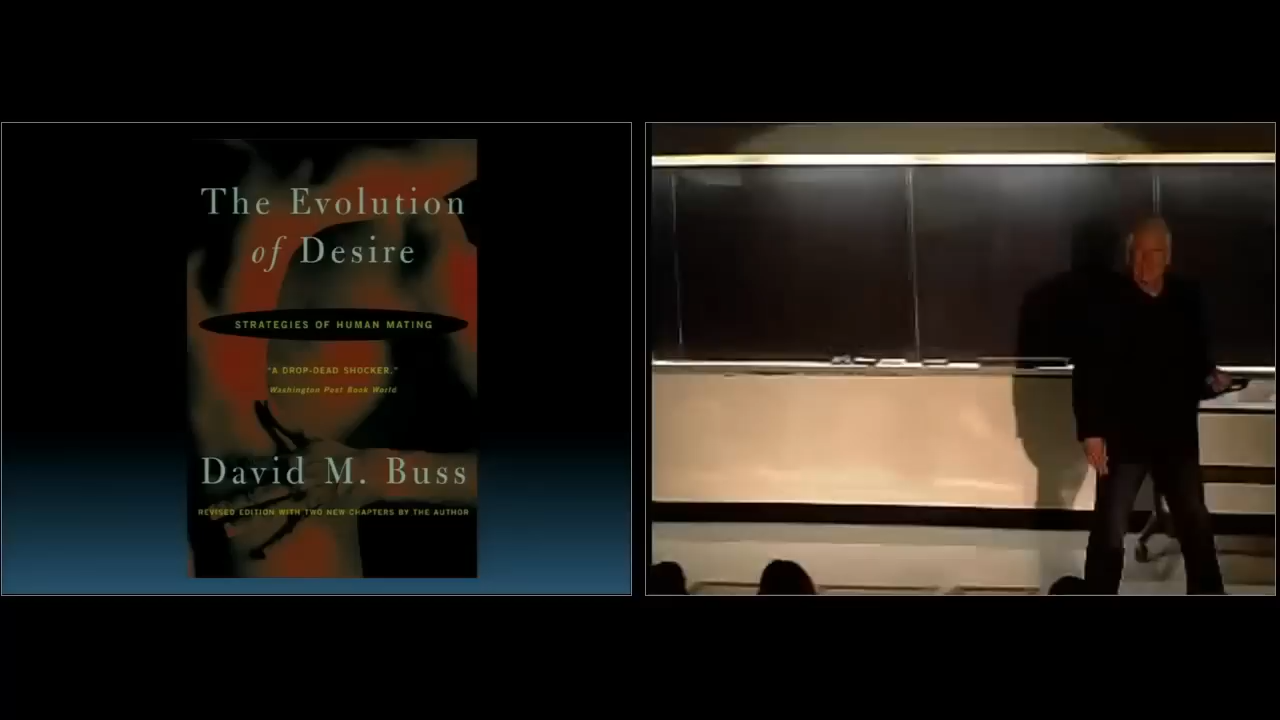 The Evolution
of Desire
STRATEGIES OF HUMAN MATING
"A DROP-DEAD SHOCKER."
Washington Post Book World
David M. Buss
REVISED EDITION WITH TWO NEW CHAPTERS BY THE AUTHOR